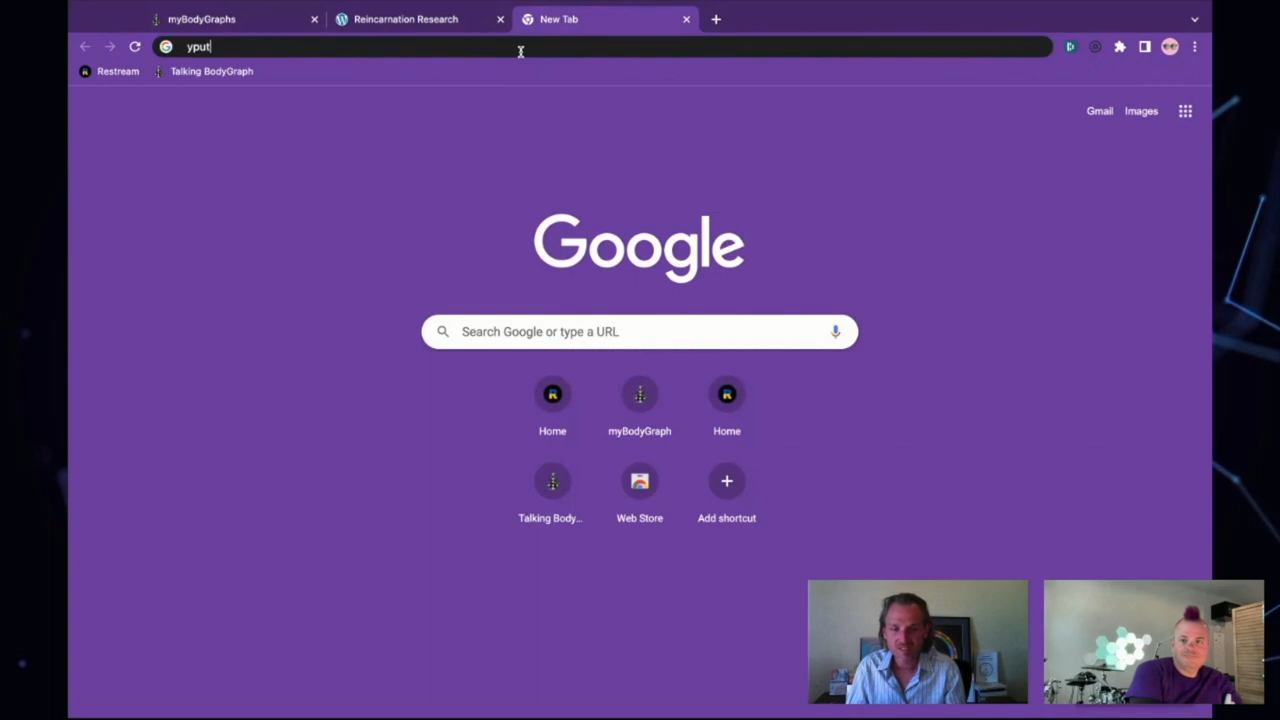 myBodyGraphs
Reincarnation Research
New Tab
yput
Restream
Talking BodyGraph
Gmail
Images
Google
Search Google or type a URL
Home
myBodyGraph
Home
Talking Body...
Web Store
Add shortcut